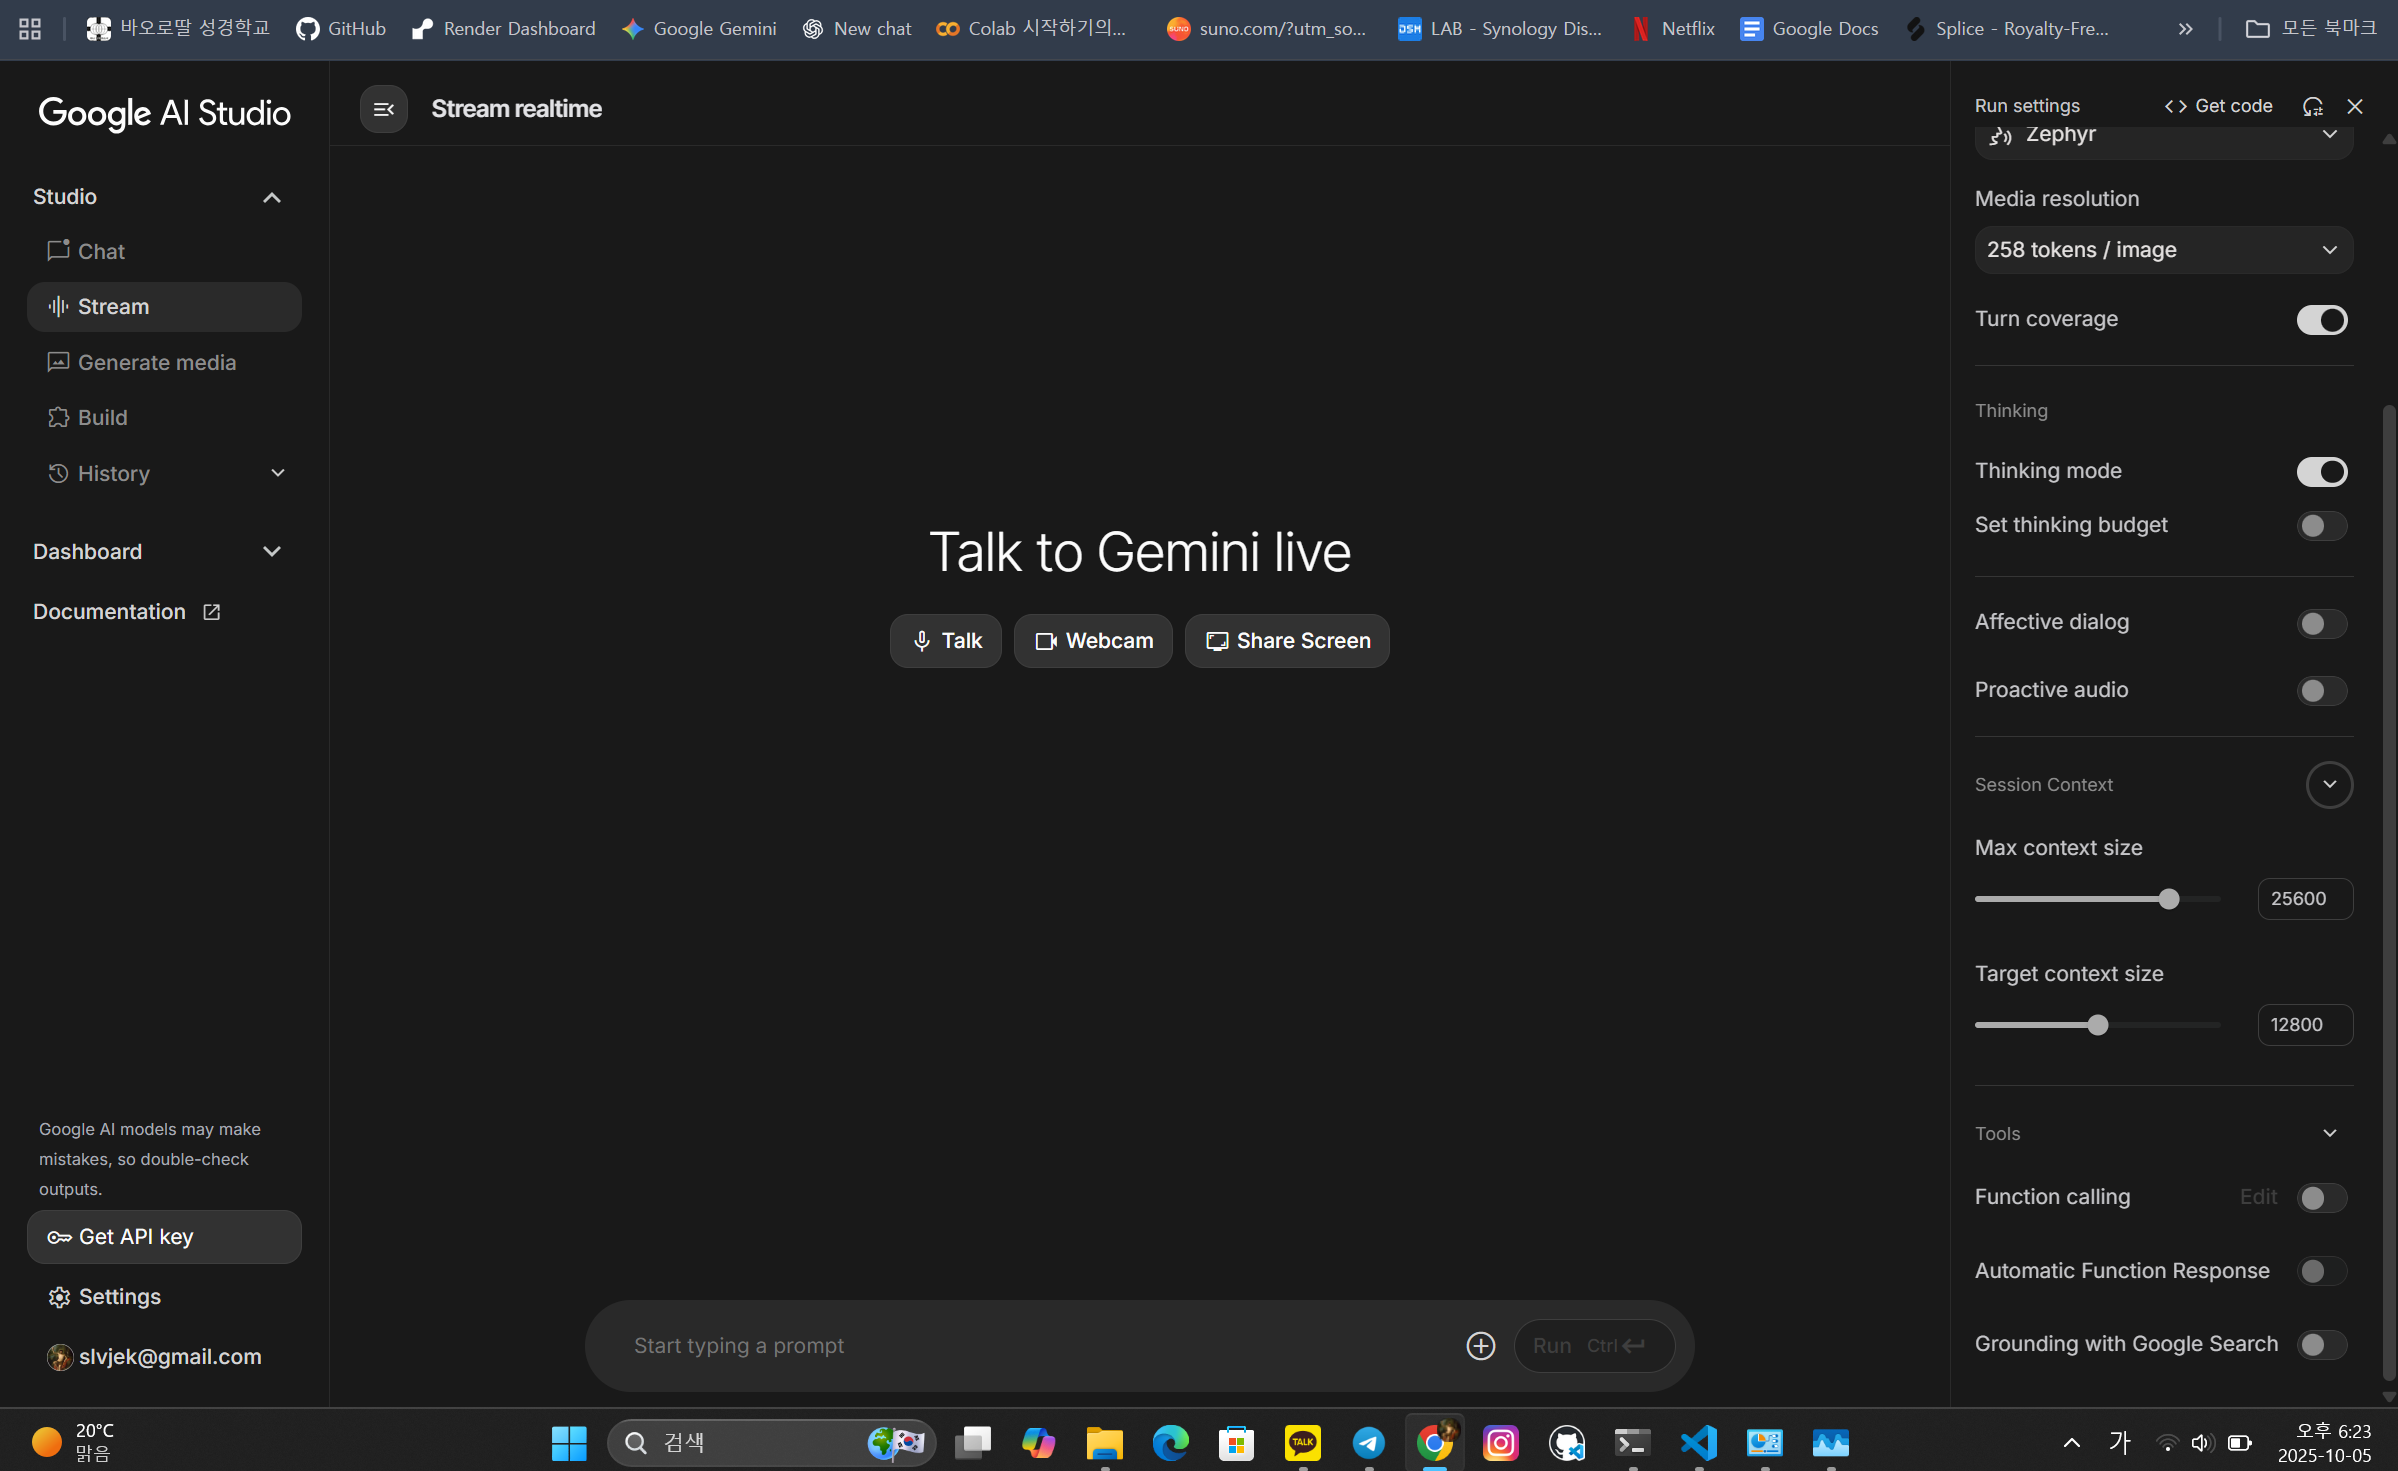 바오로딸 성경학교
GitHub
Render Dashboard
Google Gemini
New chat
Colab 시작하기의...
suno.com/?utm_so...
LAB - Synology Dis...
Netflix
Google Docs
Splice - Royalty-Fre...
모든 북마크
Google AI Studio
Studio
Chat
Stream
Generate media
Build
History
Dashboard
Documentation
Google AI models may make
mistakes, so double-check
outputs.
Get API key
Settings
slvjek@gmail.com
Stream realtime
Talk to Gemini live
Talk
Webcam
Share Screen
Start typing a prompt
Run Ctrl
Run settings
Get code
Zephyr
Media resolution
258 tokens / image
Turn coverage
Thinking
Thinking mode
Set thinking budget
Affective dialog
Proactive audio
Session Context
Max context size
25600
Target context size
12800
Tools
Function calling
Edit
Automatic Function Response
Grounding with Google Search
20°C
맑음
검색
TALK
가
오후 6:23
2025-10-05